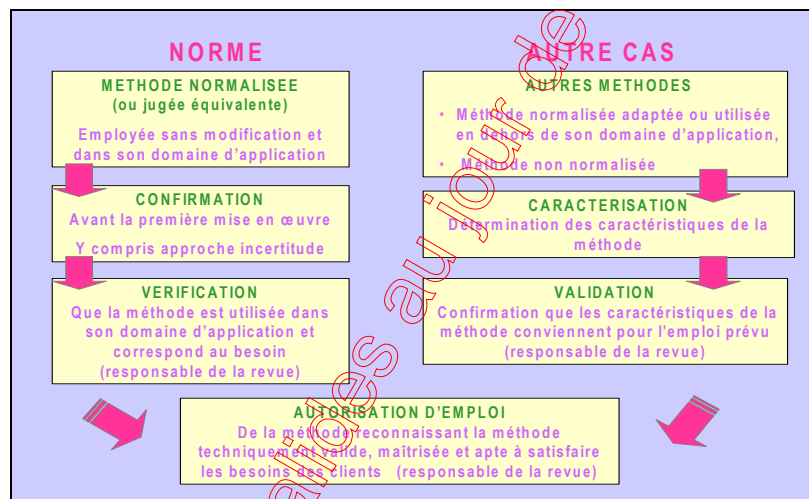 NORME
METHODE NORMALISEE
(ou jugée équivalente)
Employée sans modification et
dans son domaine d'application
CONFIRMATION
Avant la première mise en œuvre
Y compris approche incertitude
VERIFICATION
Que la méthode est utilisée dans
son domaine d'application et
correspond au besoin
(responsable de la revue)
AUTRE CAS
AUTRES METHODES
• Méthode normalisée adaptée ou utilisée
en dehors de son domaine d'application,
• Méthode non normalisée
CARACTERISATION
Détermination des caractéristiques de la
méthode
VALIDATION
Confirmation que les caractéristiques de la
méthode conviennent pour l'emploi prévu
(responsable de la revue)
AUTORISATION D'EMPLOI
De la méthode reconnaissant la méthode
techniquement valide, maîtrisée et apte à satisfaire
les besoins des clients (responsable de la revue)
alides au jour de